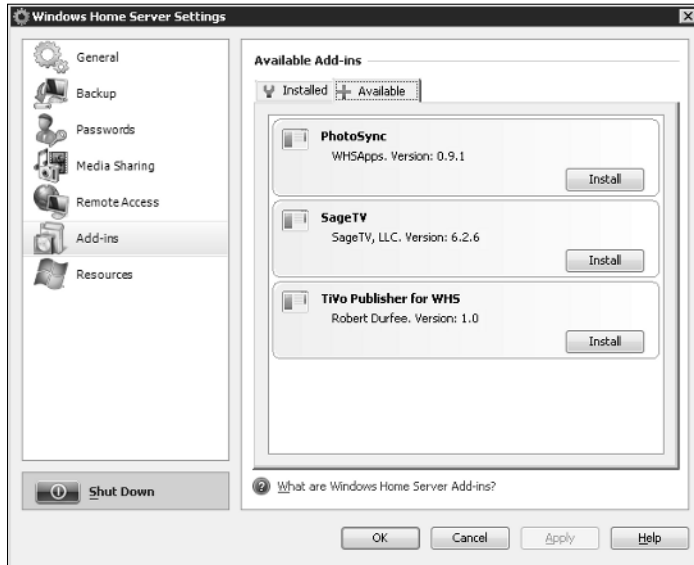 Windows Home Server Settings
General
Backup
Passwords
Media Sharing
Remote Access
Add-ins
Resources
Shut Down
Available Add-ins
Installed Available
PhotoSync
WHSApps. Version: 0.9.1
Install
SageTV
SageTV, LLC. Version: 6.2.6
Install
TiVo Publisher for WHS
Robert Durfee. Version: 1.0
Install
What are Windows Home Server Add-ins?
OK Cancel Apply Help